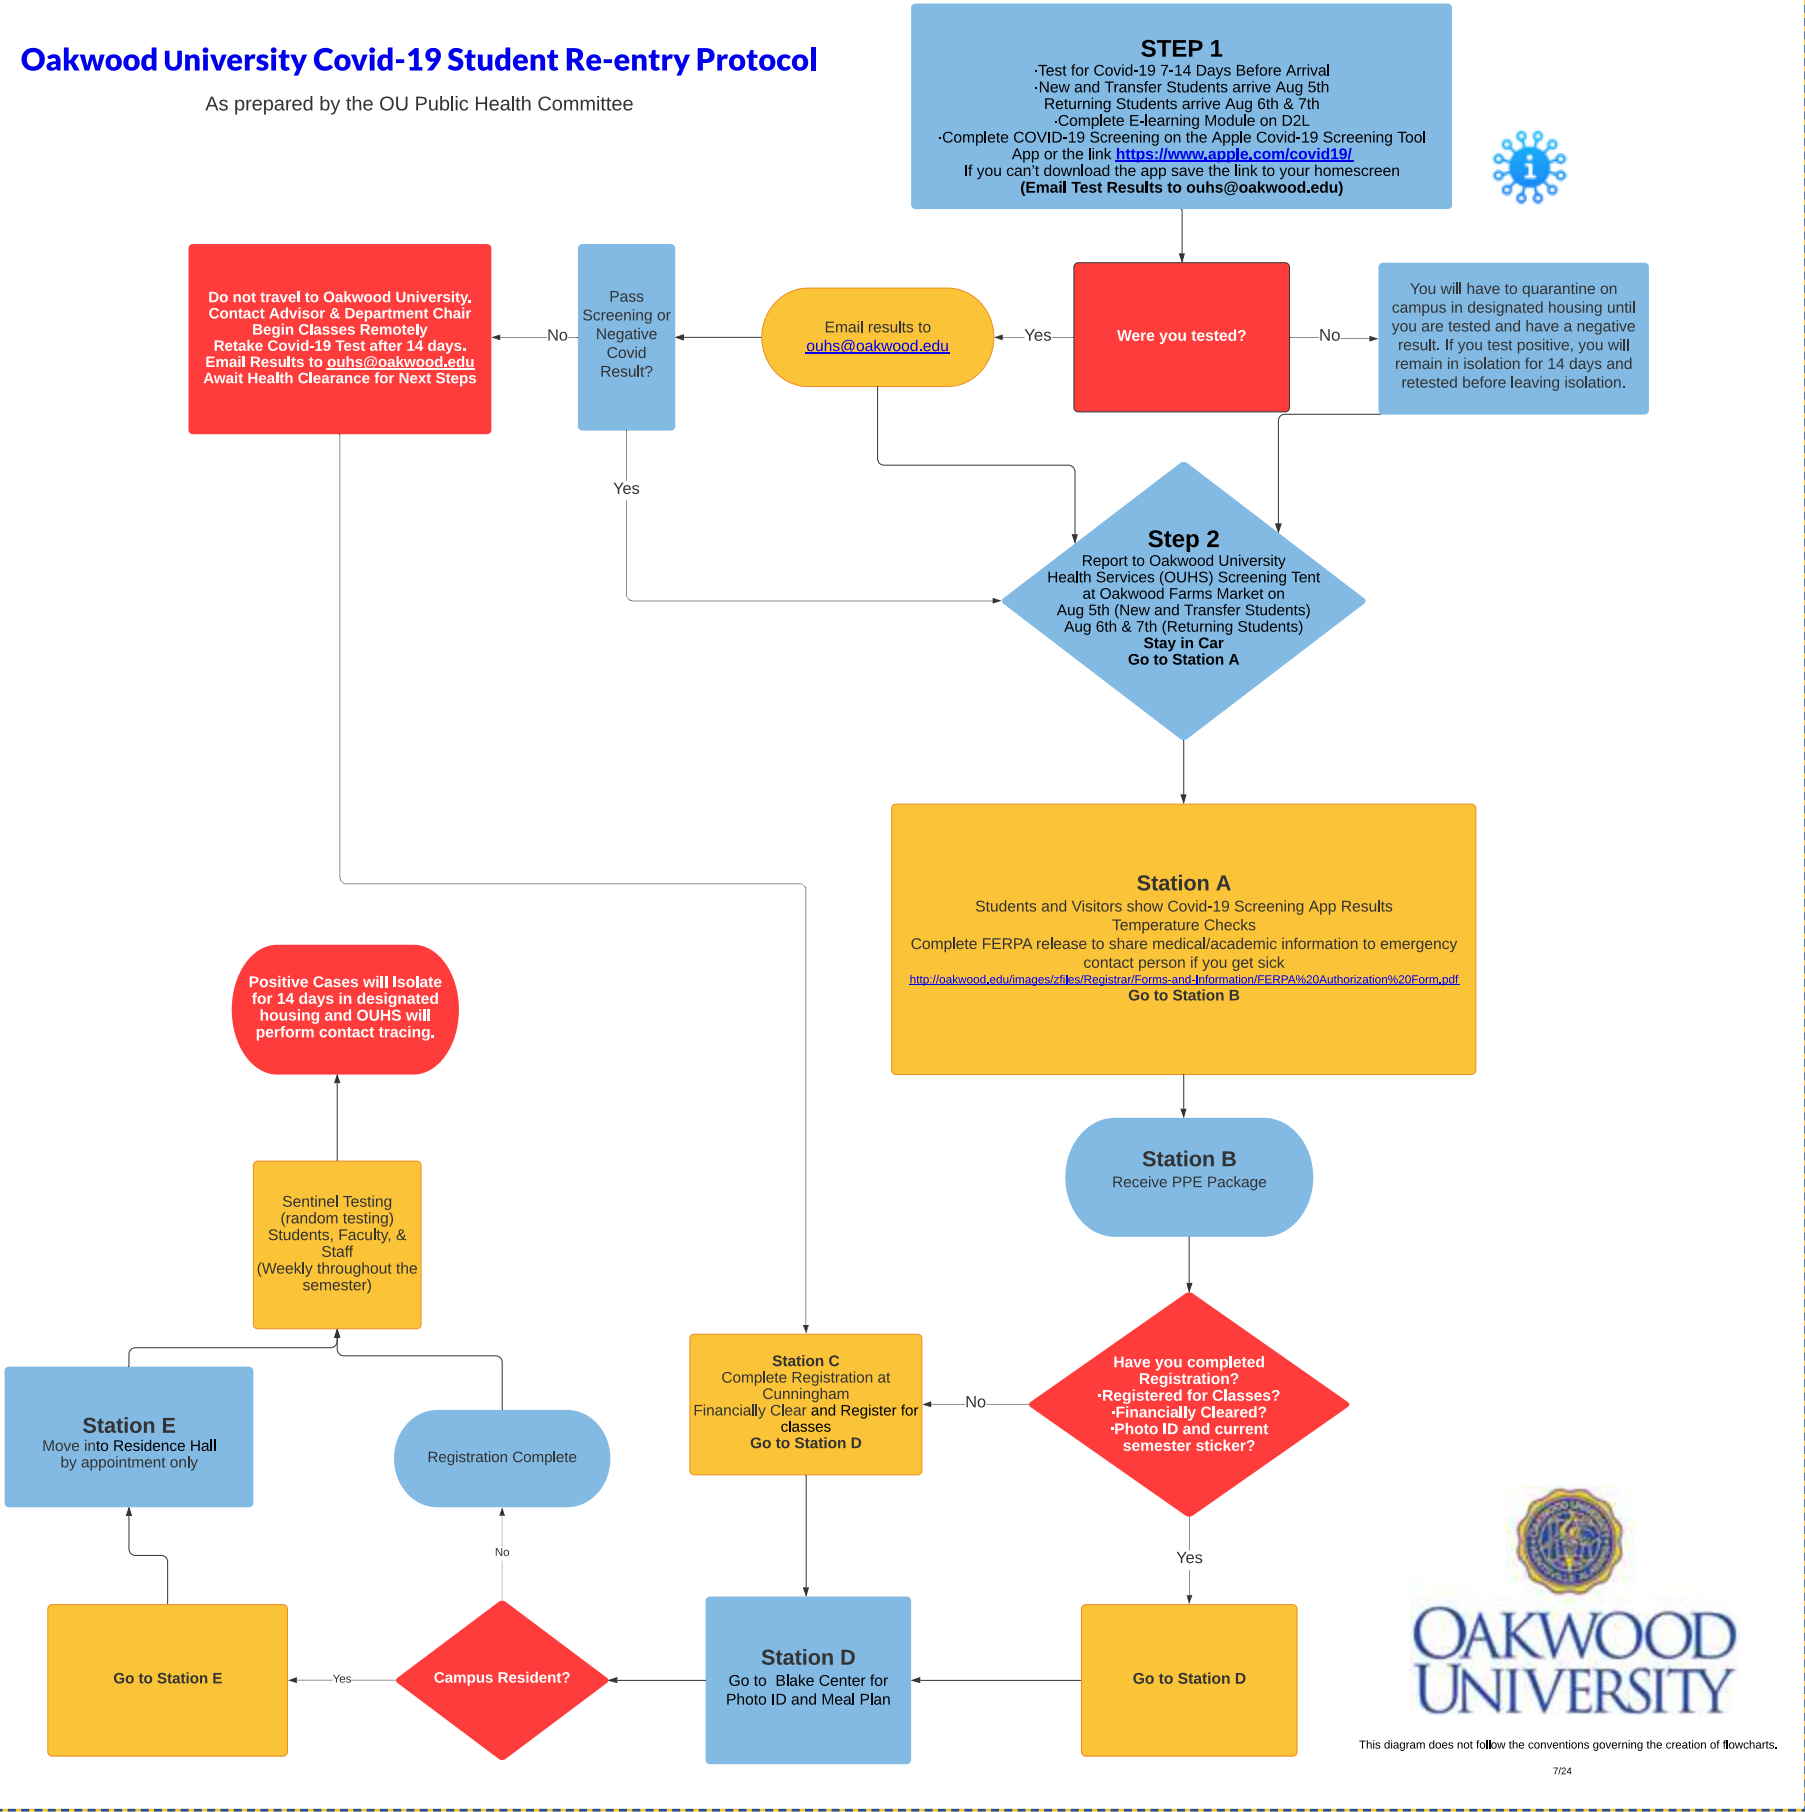 Oakwood University Covid-19 Student Re-entry Protocol
As prepared by the OU Public Health Committee
STEP 1
·Test for Covid-19 7-14 Days Before Arrival
·New and Transfer Students arrive Aug 5th
Returning Students arrive Aug 6th & 7th
·Complete E-learning Module on D2L
·Complete COVID-19 Screening on the Apple Covid-19 Screening Tool
App or the link https://www.apple.com/covid19/
If you can't download the app save the link to your homescreen
(Email Test Results to ouhs@oakwood.edu)
i
Do not travel to Oakwood University.
Contact Advisor & Department Chair
Begin Classes Remotely
Retake Covid-19 Test after 14 days.
Email Results to ouhs@oakwood.edu
Await Health Clearance for Next Steps
No
Pass
Screening or
Negative
Covid
Result?
Email results to
ouhs@oakwood.edu
Yes
Were you tested?
No
You will have to quarantine on
campus in designated housing until
you are tested and have a negative
result. If you test positive, you will
remain in isolation for 14 days and
retested before leaving isolation.
Yes
Step 2
Report to Oakwood University
Health Services (OUHS) Screening Tent
at Oakwood Farms Market on
Aug 5th (New and Transfer Students)
Aug 6th & 7th (Returning Students)
Stay in Car
Go to Station A
Station A
Students and Visitors show Covid-19 Screening App Results
Temperature Checks
Complete FERPA release to share medical/academic information to emergency
contact person if you get sick
http://oakwood.edu/images/zfiles/Registrar/Forms-and-Information/FERPA%20Authorization%20Form.pdf
Go to Station B
Positive Cases will Isolate
for 14 days in designated
housing and OUHS will
perform contact tracing.
Station B
Receive PPE Package
Sentinel Testing
(random testing)
Students, Faculty, &
Staff
(Weekly throughout the
semester)
Station C
Complete Registration at
Cunningham
Financially Clear and Register for
classes
Go to Station D
No
Have you completed
Registration?
·Registered for Classes?
·Financially Cleared?
·Photo ID and current
semester sticker?
Station E
Move into Residence Hall
by appointment only
Registration Complete
No
Yes
Go to Station E
Yes
Campus Resident?
Station D
Go to Blake Center for
Photo ID and Meal Plan
Go to Station D
OAKWOOD
UNIVERSITY
This diagram does not follow the conventions governing the creation of flowcharts.
7/24